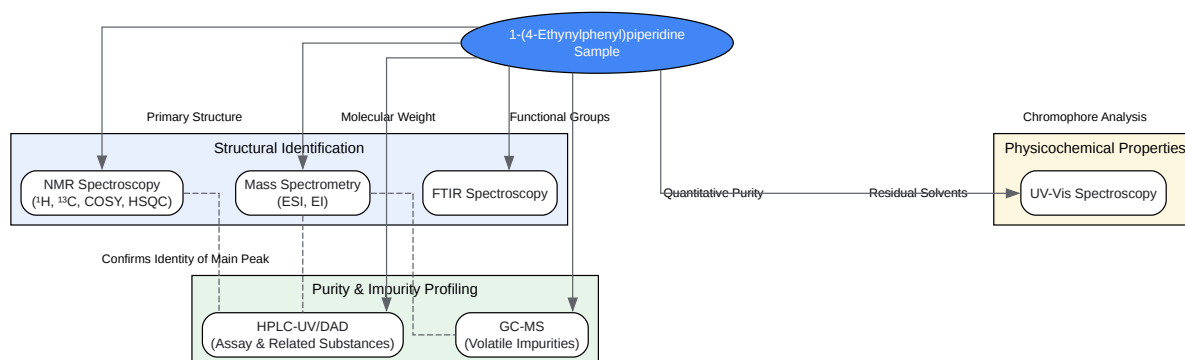 1-(4-Ethynylphenyl)piperidine
Sample
Primary Structure
Molecular Weight
Functional Groups
Chromophore Analysis
Structural Identification
Physicochemical Properties
NMR Spectroscopy
(¹H, ¹³C, COSY, HSQC)
Mass Spectrometry
(ESI, EI)
FTIR Spectroscopy
Quantitative Purity
Residual Solvents
UV-Vis Spectroscopy
Confirms Identity of Main Peak
Purity & Impurity Profiling
HPLC-UV/DAD
(Assay & Related Substances)
GC-MS
(Volatile Impurities)